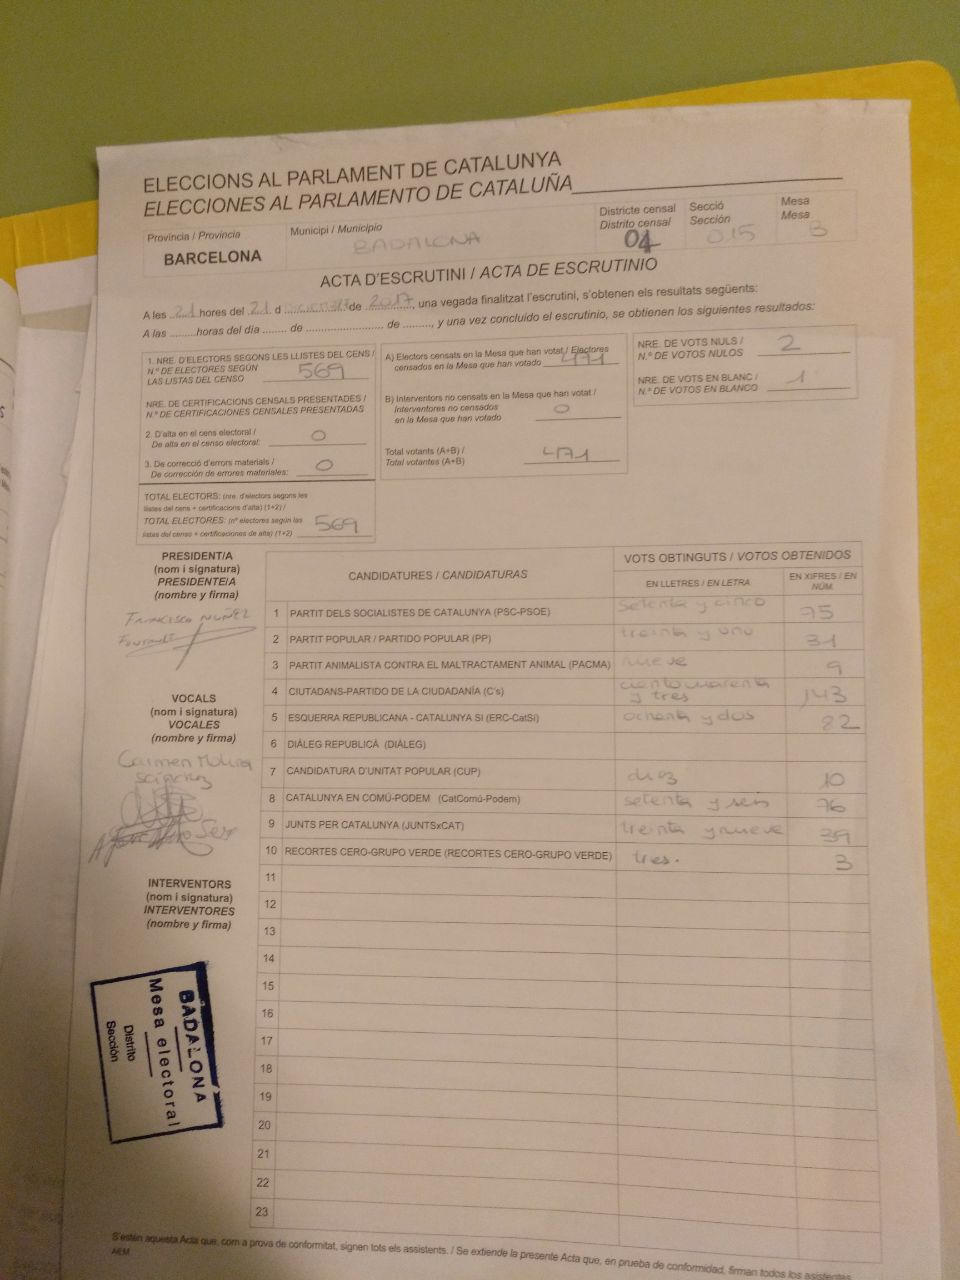 ELECCIONS AL PARLAMENT DE CATALUNYA
ELECCIONES AL PARLAMENTO DE CATALUÑA
Provincia / Provincia
BARCELONA
Municipi / Municipio
BADALONA
Districte censal
Distrito censal
04
Secció
Sección
015
Mesa
Mesa
B
ACTA D'ESCRUTINI / ACTA DE ESCRUTINIO
A les 21 hores del 21 d de 2017, una vegada finalitzat l'escrutini, s'obtenen els resultats següents:
A las ......... horas del día ........ de .......................... de ........., y una vez concluido el escrutinio, se obtienen los siguientes resultados:
1. NRE. D'ELECTORS SEGONS LES LLISTES DEL CENS /
N.º DE ELECTORES SEGÚN
LAS LISTAS DEL CENSO 569
NRE. DE CERTIFICACIONS CENSALS PRESENTADES /
N.º DE CERTIFICACIONES CENSALES PRESENTADAS
2. D'alta en el cens electoral /
De alta en el censo electoral: 0
3. De correcció d'errors materials /
De corrección de errores materiales: 0
TOTAL ELECTORS: (nre. d'electors segons les
llistes del cens + certificacions d'alta) (1+2) /
TOTAL ELECTORES: (nº electores según las
listas del censo + certificaciones de alta) (1+2) 569
A) Electors censats en la Mesa que han votat / Electores
censados en la Mesa que han votado 471
B) Interventors no censats en la Mesa que han votat /
Interventores no censados
en la Mesa que han votado 0
Total votants (A+B) /
Total votantes (A+B) 471
NRE. DE VOTS NULS /
N.º DE VOTOS NULOS 2
NRE. DE VOTS EN BLANC /
N.º DE VOTOS EN BLANCO 1
PRESIDENT/A
(nom i signatura)
PRESIDENTE/A
(nombre y firma)
FRANCISCO NUÑEZ
VOCALS
(nom i signatura)
VOCALES
(nombre y firma)
Carmen Molina
INTERVENTORS
(nom i signatura)
INTERVENTORES
(nombre y firma)
CANDIDATURES / CANDIDATURAS
VOTS OBTINGUTS / VOTOS OBTENIDOS
EN LLETRES / EN LETRA
EN XIFRES / EN NÚM.
1 PARTIT DELS SOCIALISTES DE CATALUNYA (PSC-PSOE) setenta y cinco 75
2 PARTIT POPULAR / PARTIDO POPULAR (PP) treinta y uno 31
3 PARTIT ANIMALISTA CONTRA EL MALTRACTAMENT ANIMAL (PACMA) nueve 9
4 CIUTADANS-PARTIDO DE LA CIUDADANÍA (C's) ciento cuarenta y tres 143
5 ESQUERRA REPUBLICANA - CATALUNYA SI (ERC-CatSí) ochenta y dos 82
6 DIÀLEG REPUBLICÀ (DIÀLEG)
7 CANDIDATURA D'UNITAT POPULAR (CUP) diez 10
8 CATALUNYA EN COMÚ-PODEM (CatComú-Podem) setenta y seis 76
9 JUNTS PER CATALUNYA (JUNTSxCAT) treinta y nueve 39
10 RECORTES CERO-GRUPO VERDE (RECORTES CERO-GRUPO VERDE) tres. 3
11
12
13
14
15
16
17
18
19
20
21
22
23
BADALONA
Mesa electoral
Distrito
Sección
S'estén aquesta Acta que, com a prova de conformitat, signen tots els assistents. / Se extiende la presente Acta que, en prueba de conformidad, firman todos los asistentes
AEM